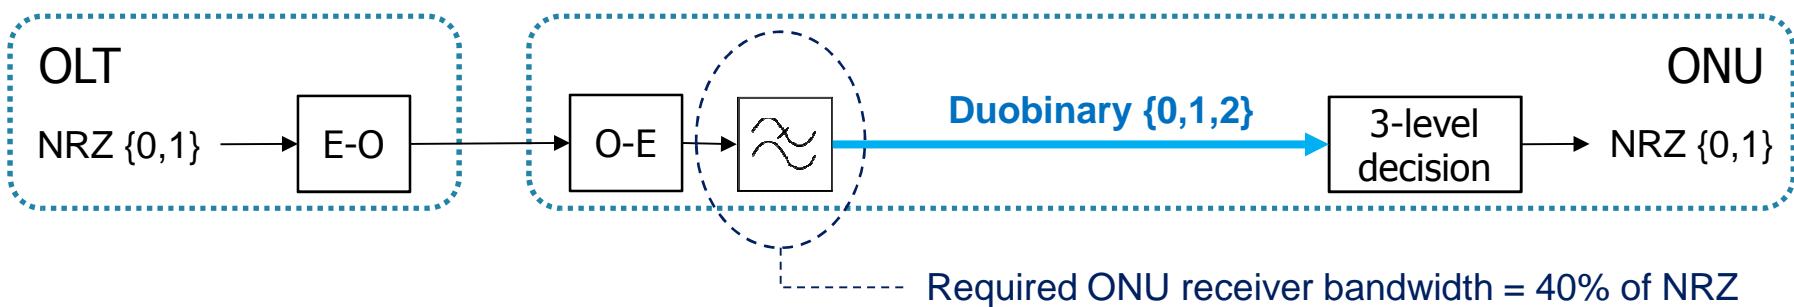 OLT
NRZ {0,1}
E-O
O-E
Duobinary {0,1,2}
3-level
decision
ONU
NRZ {0,1}
Required ONU receiver bandwidth = 40% of NRZ